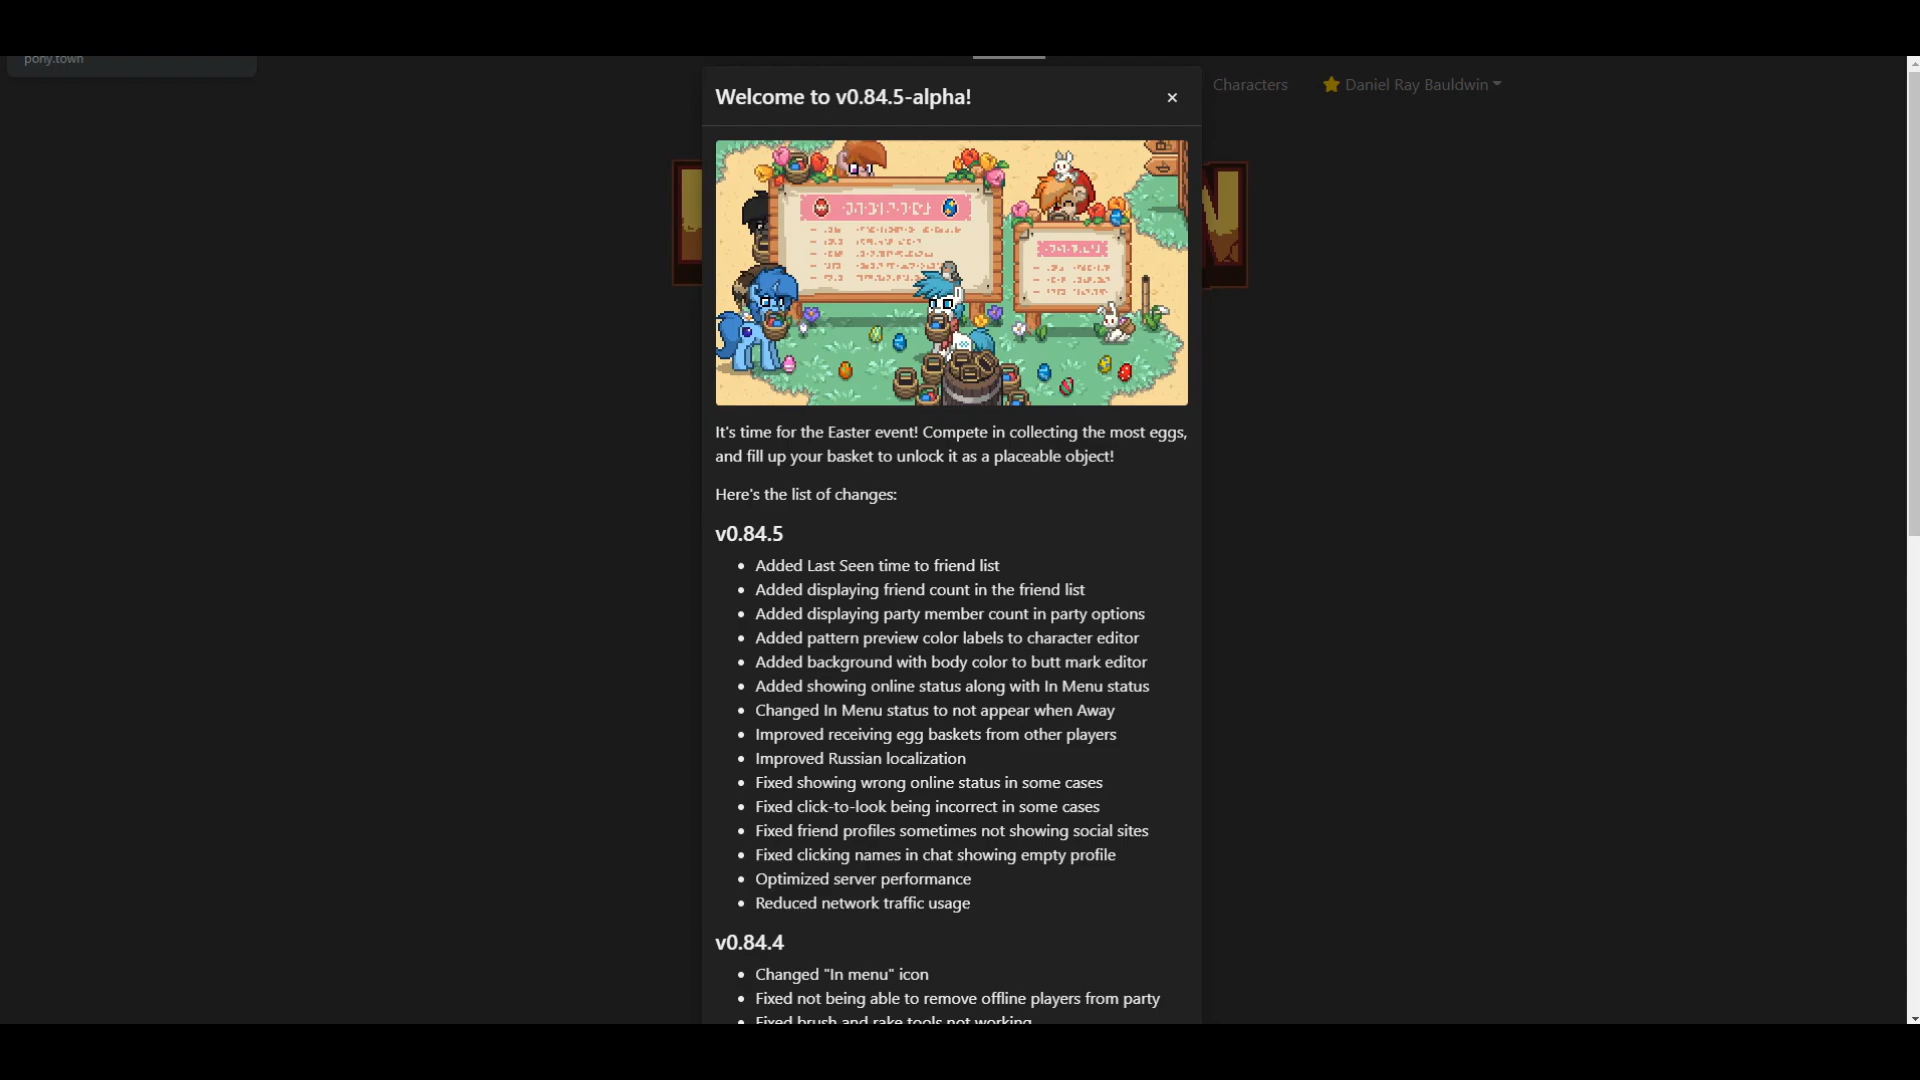 pony.town
Characters
Daniel Ray Bauldwin
Welcome to v0.84.5-alpha!
It's time for the Easter event! Compete in collecting the most eggs,
and fill up your basket to unlock it as a placeable object!
Here's the list of changes:
v0.84.5
Added Last Seen time to friend list
Added displaying friend count in the friend list
Added displaying party member count in party options
Added pattern preview color labels to character editor
Added background with body color to butt mark editor
Added showing online status along with In Menu status
Changed In Menu status to not appear when Away
Improved receiving egg baskets from other players
Improved Russian localization
Fixed showing wrong online status in some cases
Fixed click-to-look being incorrect in some cases
Fixed friend profiles sometimes not showing social sites
Fixed clicking names in chat showing empty profile
Optimized server performance
Reduced network traffic usage
v0.84.4
Changed "In menu" icon
Fixed not being able to remove offline players from party
Fixed brush and rake tools not working